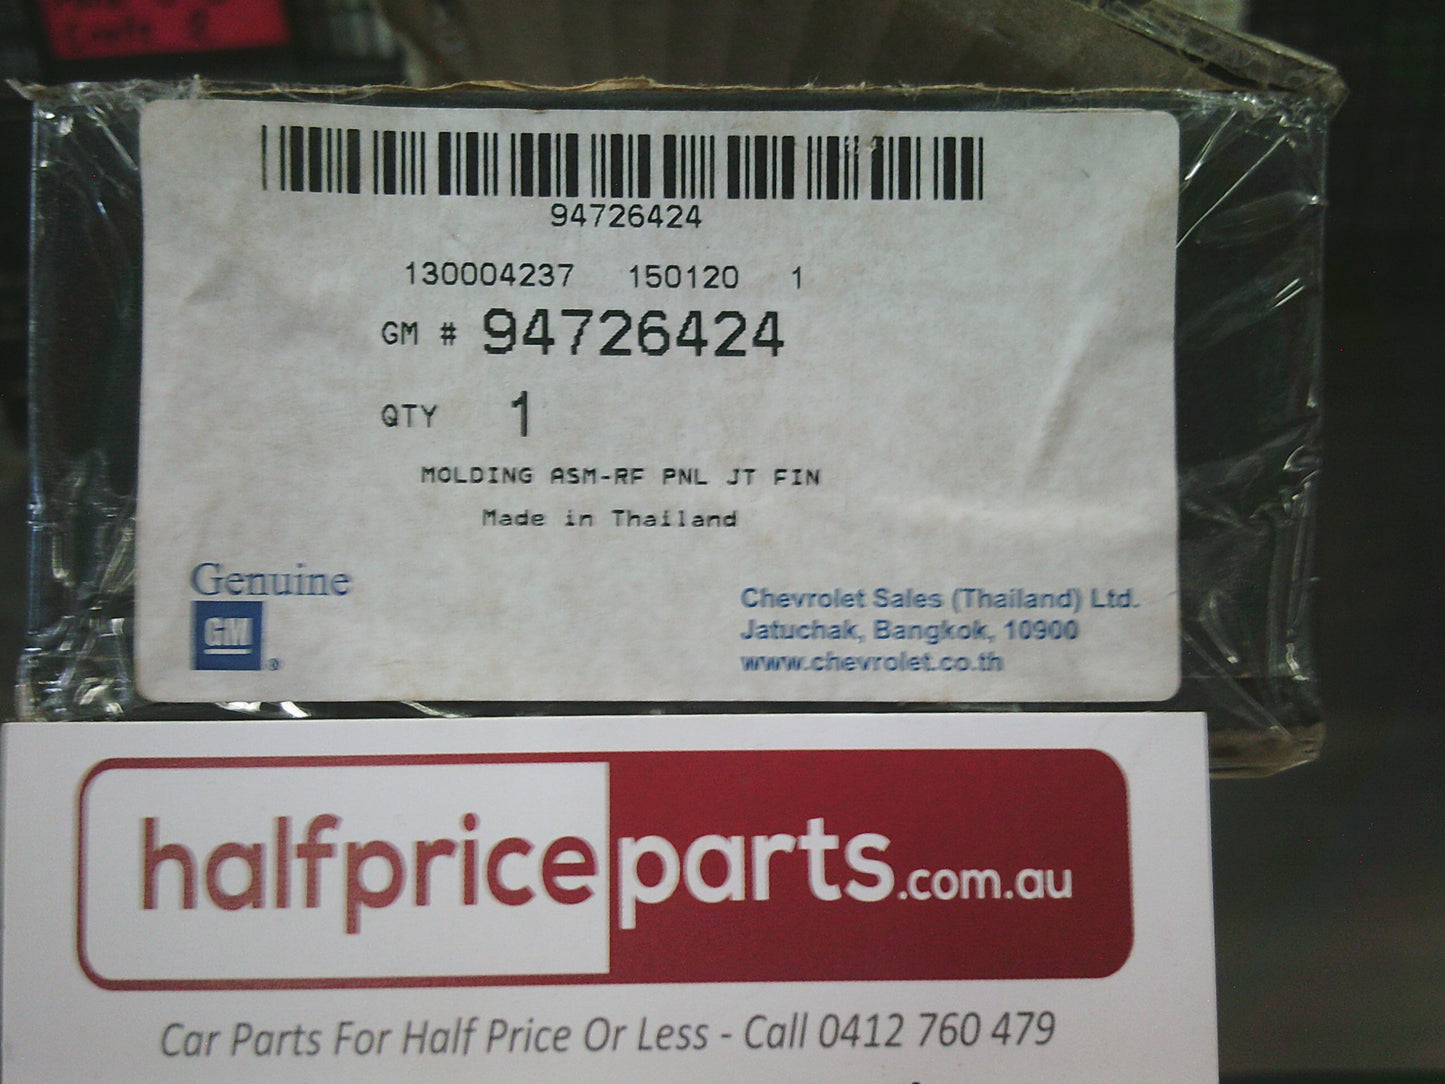 94726424
130004237 150120 1
GM # 94726424
QTY 1
MOLDING ASM-RF PNL JT FIN
Made in Thailand
Genuine
GM ®
Chevrolet Sales (Thailand) Ltd.
Jatuchak, Bangkok, 10900
www.chevrolet.co.th
halfpriceparts.com.au
Car Parts For Half Price Or Less - Call 0412 760 479